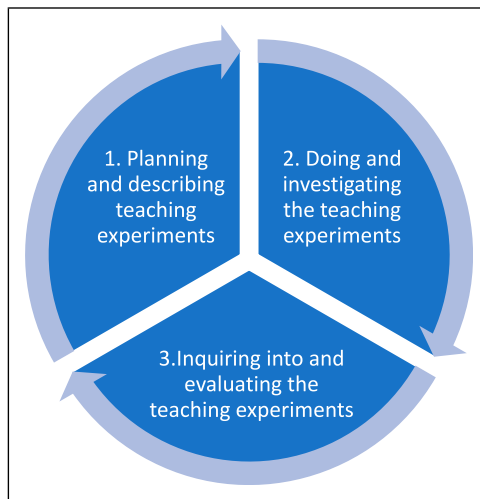 1. Planning
and describing
teaching
experiments
2. Doing and
investigating
the teaching
experiments
3.Inquiring into and
evaluating the
teaching experiments